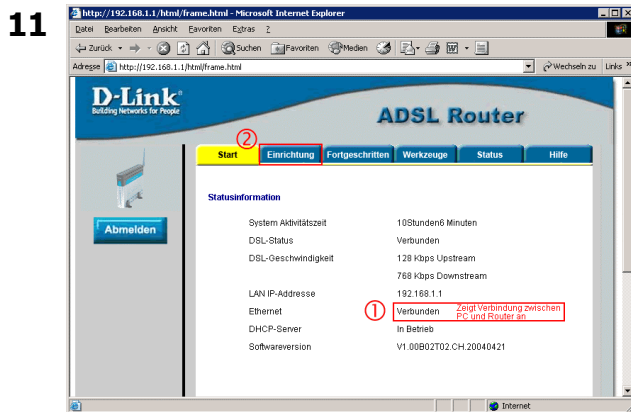 11
http://192.168.1.1/html/frame.html - Microsoft Internet Explorer
Datei Bearbeiten Ansicht Favoriten Extras ?
Zurück Suchen Favoriten Medien
Adresse http://192.168.1.1/html/frame.html Wechseln zu Links »
D-Link
Building Networks for People
ADSL Router
②
Start Einrichtung Fortgeschritten Werkzeuge Status Hilfe
Abmelden
Statusinformation
System Aktivitätszeit 10Stunden6 Minuten
DSL-Status Verbunden
DSL-Geschwindigkeit 128 Kbps Upstream
768 Kbps Downstream
LAN IP-Addresse 192.168.1.1
Ethernet ① Verbunden Zeigt Verbindung zwischen
PC und Router an
DHCP-Server In Betrieb
Softwareversion V1.00B02T02.CH.20040421
Internet